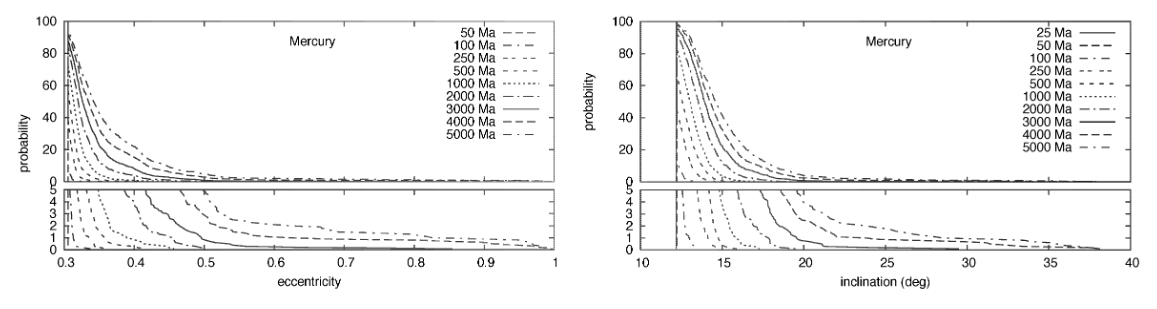 100
80
60
40
20
0
probability
Mercury
50 Ma
100 Ma
250 Ma
500 Ma
1000 Ma
2000 Ma
3000 Ma
4000 Ma
5000 Ma
5
4
3
2
1
0
0.3 0.4 0.5 0.6 0.7 0.8 0.9 1
eccentricity
100
80
60
40
20
0
probability
Mercury
25 Ma
50 Ma
100 Ma
250 Ma
500 Ma
1000 Ma
2000 Ma
3000 Ma
4000 Ma
5000 Ma
5
4
3
2
1
0
10 15 20 25 30 35 40
inclination (deg)